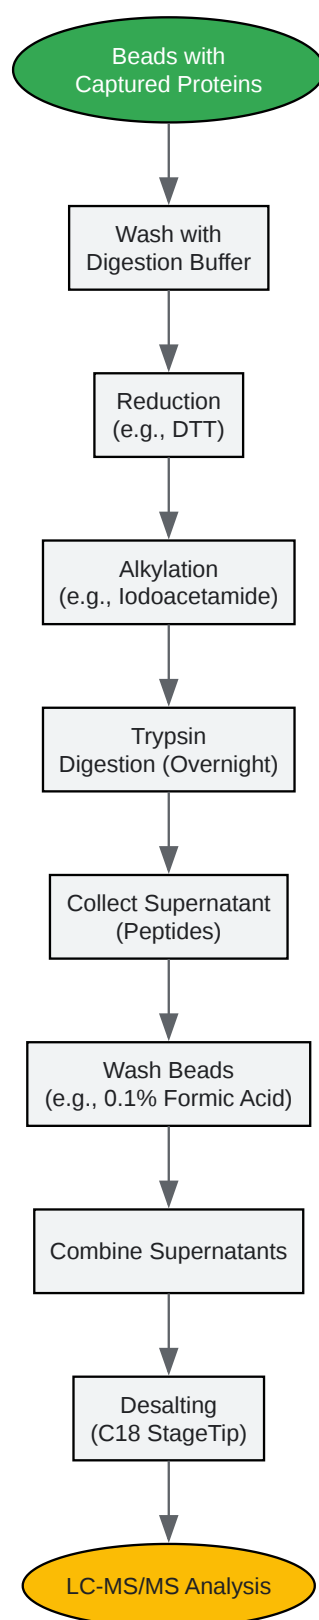 Beads with
Captured Proteins
Wash with
Digestion Buffer
Reduction
(e.g., DTT)
Alkylation
(e.g., Iodoacetamide)
Trypsin
Digestion (Overnight)
Collect Supernatant
(Peptides)
Wash Beads
(e.g., 0.1% Formic Acid)
Combine Supernatants
Desalting
(C18 StageTip)
LC-MS/MS Analysis